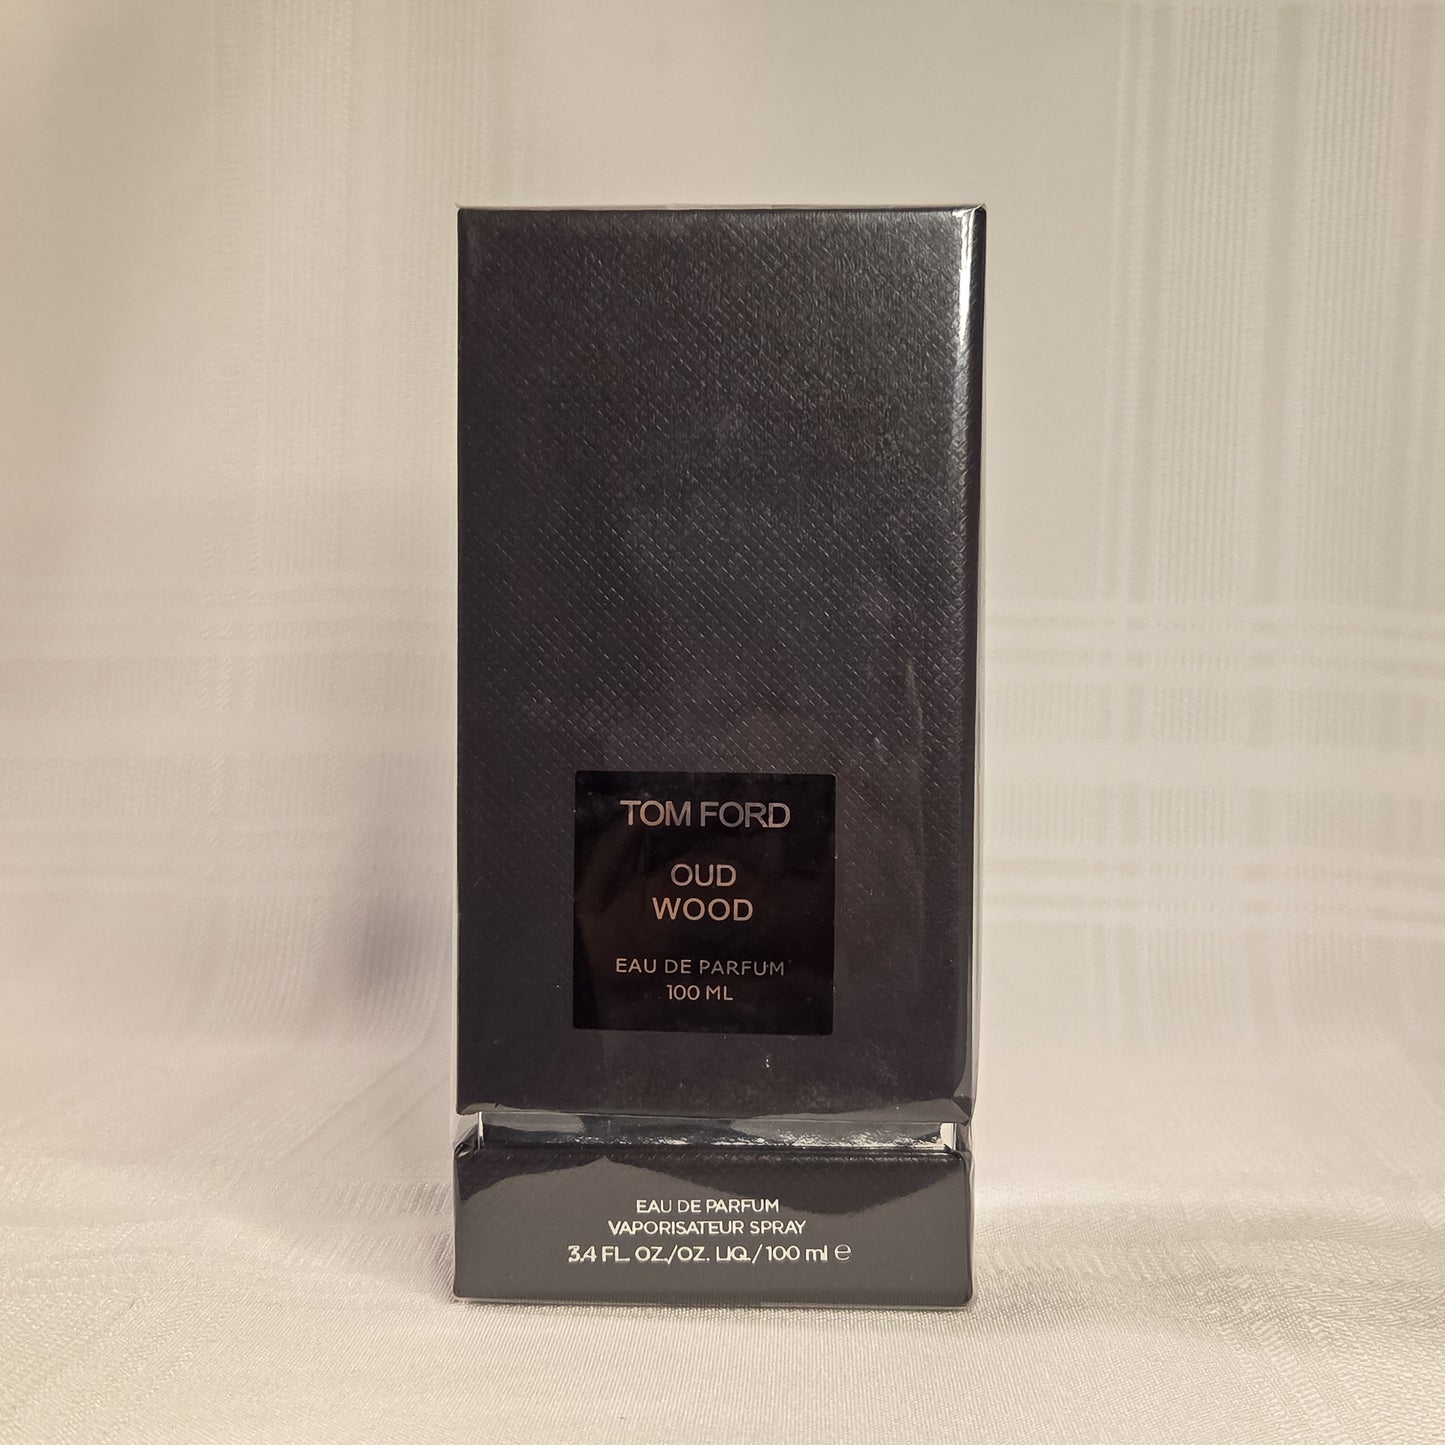 TOM FORD
OUD
WOOD
EAU DE PARFUM
100 ML
EAU DE PARFUM
VAPORISATEUR SPRAY
3.4 FL. OZ./OZ. LIQ./100 ml ℮